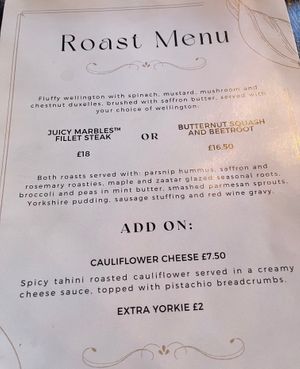 Roast Menu
Fluffy wellington with spinach, mustard, mushroom and
chestnut duxelles, brushed with saffron butter, served with
your choice of wellington:
JUICY MARBLES™
FILLET STEAK
£18
OR
BUTTERNUT SQUASH
AND BEETROOT
£16.50
Both roasts served with: parsnip hummus, saffron and
rosemary roasties, maple and zaatar glazed seasonal roots,
broccoli and peas in mint butter, smashed parmesan sprouts,
Yorkshire pudding, sausage stuffing and red wine gravy.
ADD ON:
CAULIFLOWER CHEESE £7.50
Spicy tahini roasted cauliflower served in a creamy
cheese sauce, topped with pistachio breadcrumbs.
EXTRA YORKIE £2